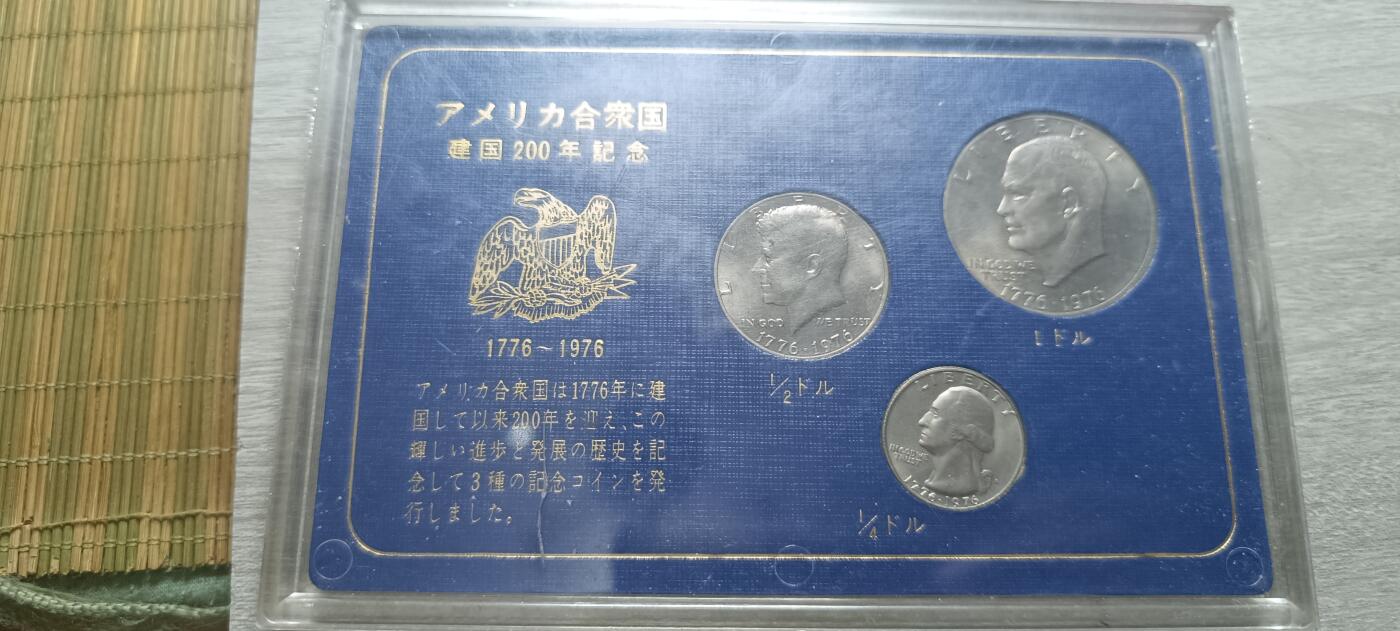 アメリカ合衆国
建国200年記念
1776~1976
アメリカ合衆国は1776年に建
国して以来200年を迎え、この
輝しい進歩と発展の歴史を記
念して3種の記念コインを発
行しました。
LIBERTY
IN GOD WE TRUST
1776·1976
1/2ドル
LIBERTY
IN GOD WE
TRUST
1776·1976
1ドル
LIBERTY
IN GOD WE
TRUST
1776-1976
1/4ドル